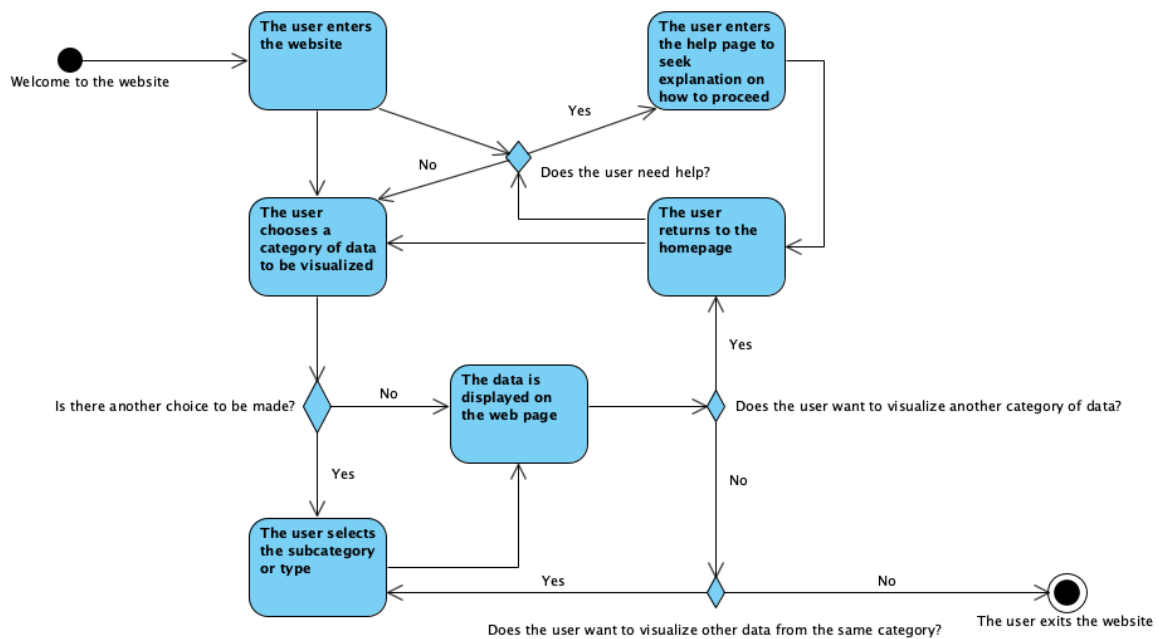 The user enters
the website
The user enters
the help page to
seek
explanation on
how to proceed
Welcome to the website
Yes
No
Does the user need help?
The user
chooses a
category of data
to be visualized
The user
returns to the
homepage
Yes
The data is
displayed on
the web page
No
Is there another choice to be made?
Does the user want to visualize another category of data?
Yes
No
The user selects
the subcategory
or type
Yes
No
The user exits the website
Does the user want to visualize other data from the same category?